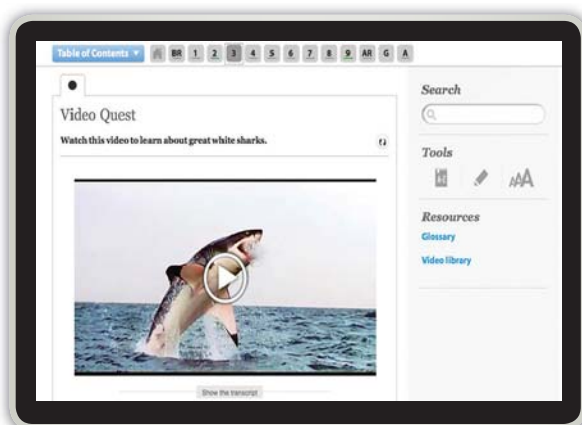 Table of Contents ▼ BR 1 2 3 4 5 6 7 8 9 AR G A
Search
Video Quest
Watch this video to learn about great white sharks.
Tools
AAA
Resources
Glossary
Video library
Show the transcript